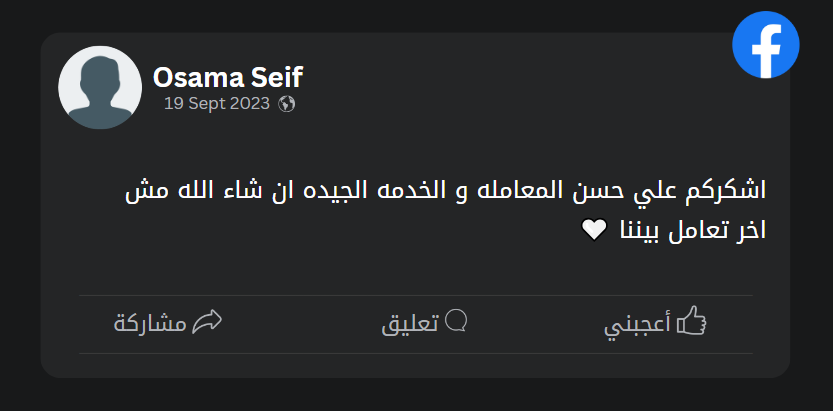 Osama Seif
19 Sept 2023
اشكركم علي حسن المعامله و الخدمه الجيده ان شاء الله مش
اخر تعامل بيننا 🤍
أعجبني تعليق مشاركة